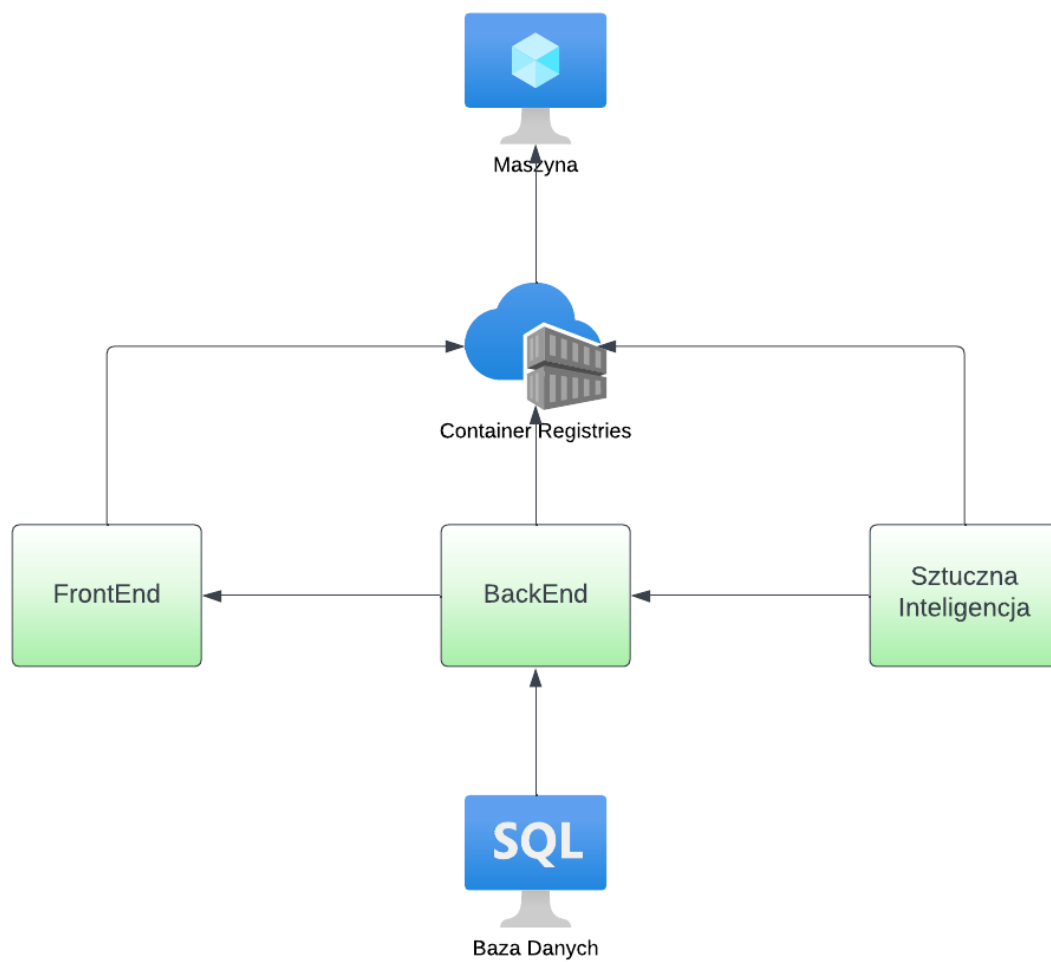 Maszyna
Container Registries
FrontEnd
BackEnd
Sztuczna
Inteligencja
SQL
Baza Danych